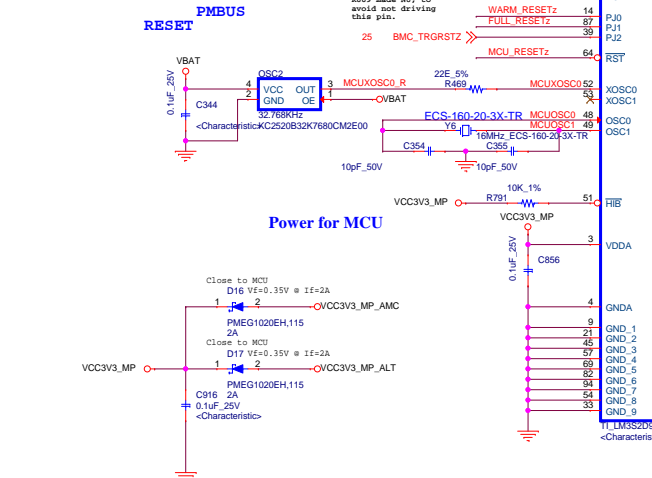 avoid not driving
this pin.
PMBUS
RESET
WARM_RESETz 14 PJ0
FULL_RESETz 87 PJ1
25 BMC_TRGRSTZ 39 PJ2
MCU_RESETz 64 RST
VBAT
0.1uF_25V
C344
<Characteristic>
OSC2
4 VCC OUT 3
2 GND OE 1
32.768KHz
KC2520B32K7680CM2E00
VBAT
MCUXOSC0_R
22E_5%
R469
MCUXOSC0 52 XOSC0
53 XOSC1
ECS-160-20-3X-TR
MCUOSC0 48 OSC0
Y6
MCUOSC1 49 OSC1
16MHz_ECS-160-20-3X-TR
C354
C355
10pF_50V
10pF_50V
10K_1%
VCC3V3_MP
R791
51 HIB
VCC3V3_MP
Power for MCU
3 VDDA
0.1uF_25V
C856
4 GNDA
9 GND_1
21 GND_2
45 GND_3
57 GND_4
69 GND_5
82 GND_6
94 GND_7
54 GND_8
33 GND_9
Close to MCU
D16 Vf=0.35V @ If=2A
1 2
VCC3V3_MP_AMC
PMEG1020EH,115
2A
Close to MCU
D17 Vf=0.35V @ If=2A
VCC3V3_MP
1 2
VCC3V3_MP_ALT
PMEG1020EH,115
2A
C916
0.1uF_25V
<Characteristic>
TI_LM3S2D9
<Characteris